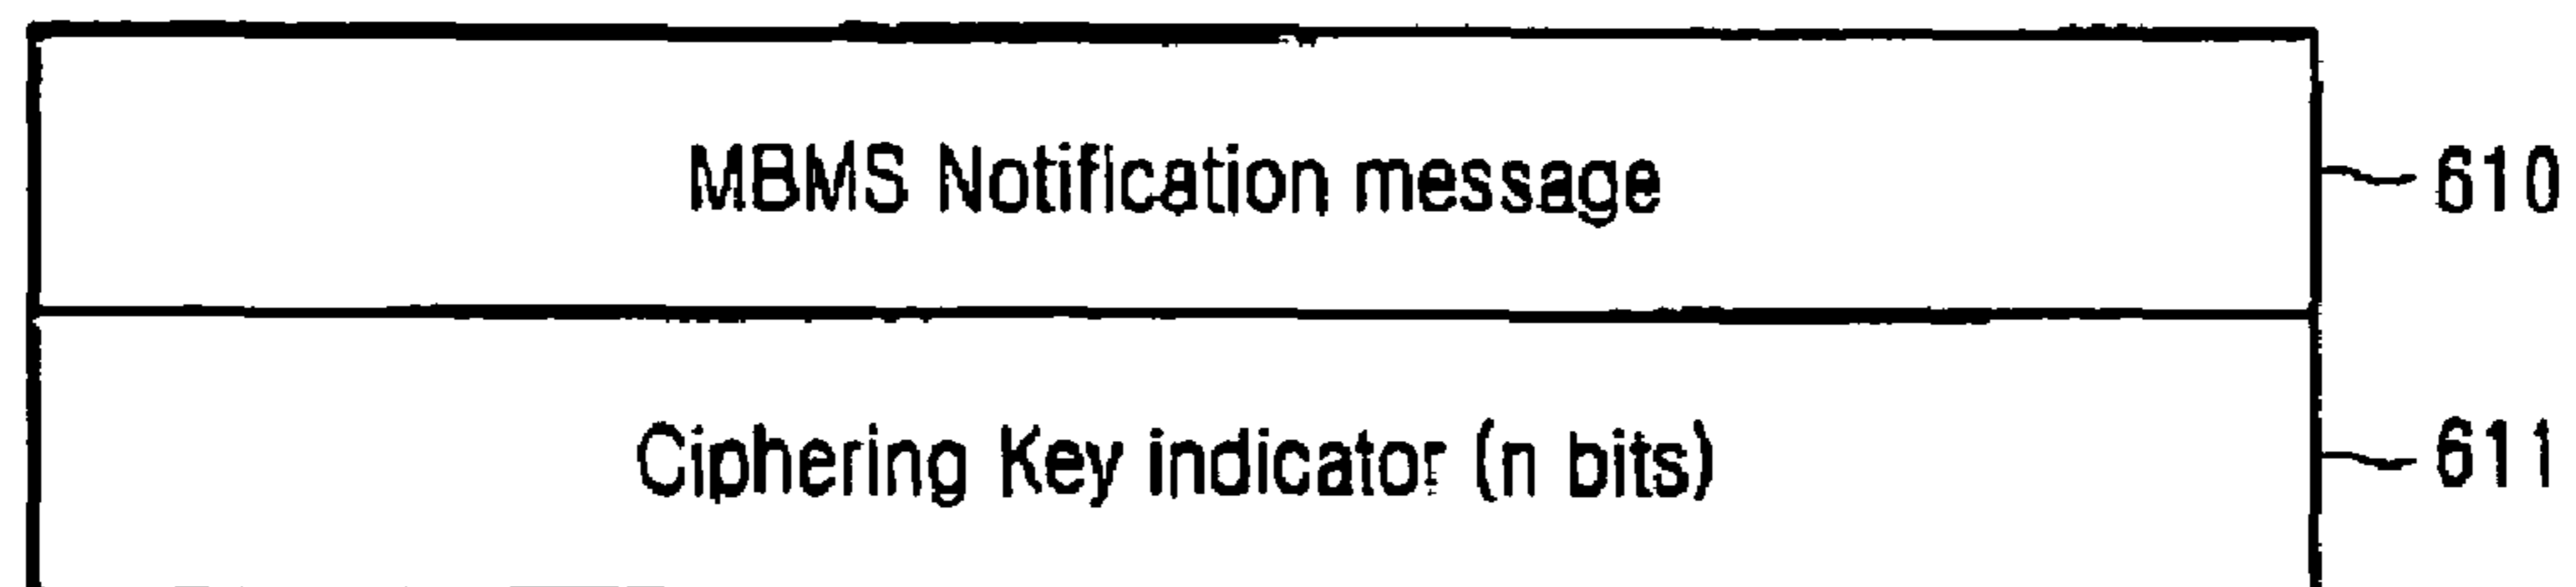 MBMS Notification message 610
Ciphering Key indicator (n bits) 611